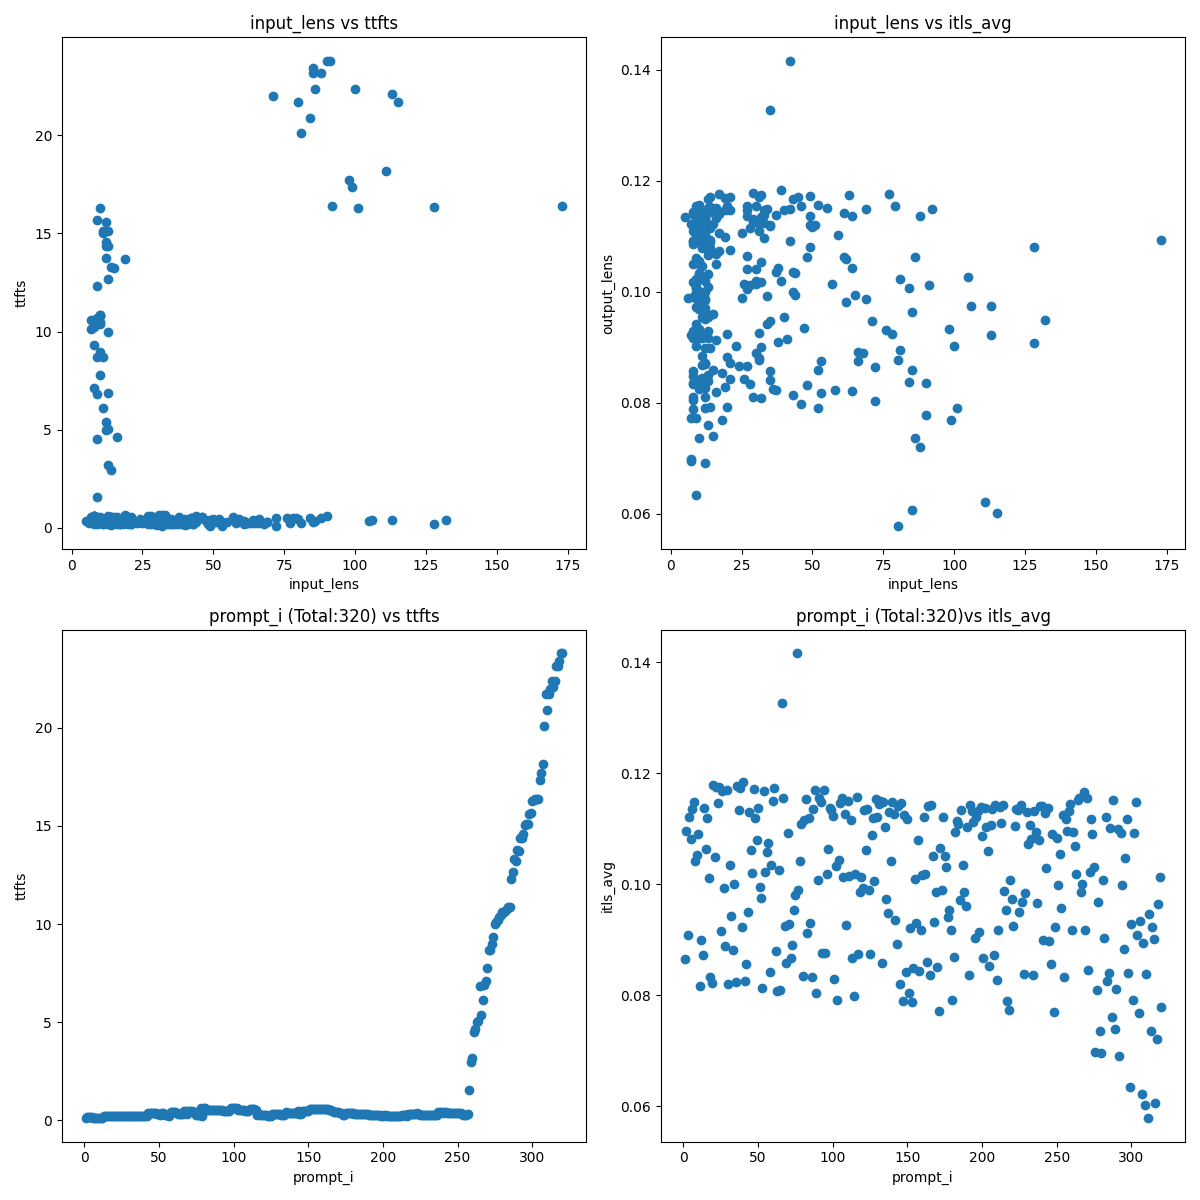 input_lens vs ttfts
ttfts
20
15
10
5
0
0 25 50 75 100 125 150 175
input_lens
input_lens vs itls_avg
output_lens
0.14
0.12
0.10
0.08
0.06
0 25 50 75 100 125 150 175
input_lens
prompt_i (Total:320) vs ttfts
ttfts
20
15
10
5
0
0 50 100 150 200 250 300
prompt_i
prompt_i (Total:320)vs itls_avg
itls_avg
0.14
0.12
0.10
0.08
0.06
0 50 100 150 200 250 300
prompt_i